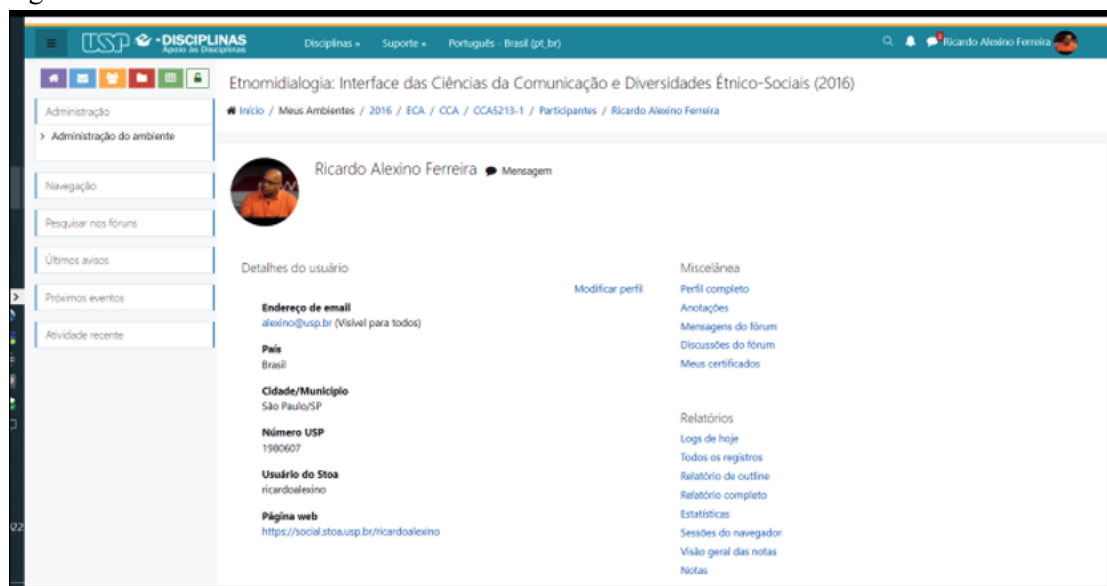 USP e-DISCIPLINAS
Apoio às Disciplinas
Disciplinas Suporte Português - Brasil (pt_br)
Ricardo Alexino Ferreira
Etnomidialogia: Interface das Ciências da Comunicação e Diversidades Étnico-Sociais (2016)
Início / Meus Ambientes / 2016 / ECA / CCA / CCA5213-1 / Participantes / Ricardo Alexino Ferreira
Administração
> Administração do ambiente
Navegação
Pesquisar nos fóruns
Últimos avisos
Próximos eventos
Atividade recente
Ricardo Alexino Ferreira Mensagem
Detalhes do usuário
Modificar perfil
Endereço de email
alexino@usp.br (Visível para todos)
País
Brasil
Cidade/Município
São Paulo/SP
Número USP
1980607
Usuário do Stoa
ricardoalexino
Página web
https://social.stoa.usp.br/ricardoalexino
Miscelânea
Perfil completo
Anotações
Mensagens do fórum
Discussões do fórum
Meus certificados
Relatórios
Logs de hoje
Todos os registros
Relatório de outline
Relatório completo
Estatísticas
Sessões do navegador
Visão geral das notas
Notas